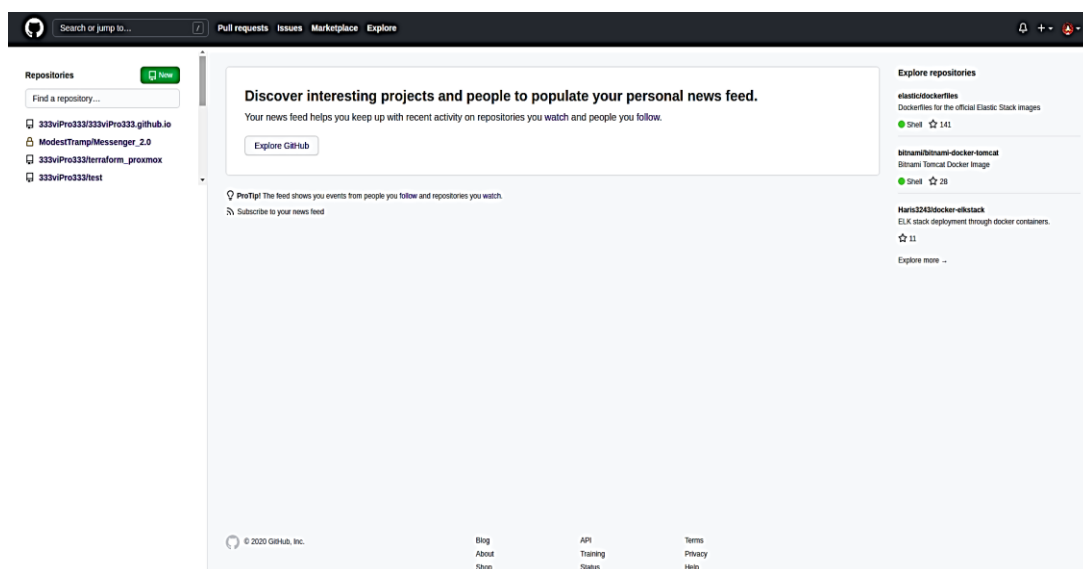 Search or jump to... /
Pull requests Issues Marketplace Explore
Repositories
New
Find a repository...
333viPro333/333viPro333.github.io
ModestTramp/Messenger_2.0
333viPro333/terraform_proxmox
333viPro333/test
Discover interesting projects and people to populate your personal news feed.
Your news feed helps you keep up with recent activity on repositories you watch and people you follow.
Explore GitHub
ProTip! The feed shows you events from people you follow and repositories you watch.
Subscribe to your news feed
Explore repositories
elastic/dockerfiles
Dockerfiles for the official Elastic Stack images
Shell 141
bitnami/bitnami-docker-tomcat
Bitnami Tomcat Docker Image
Shell 28
Haris3243/docker-elkstack
ELK stack deployment through docker containers.
11
Explore more →
© 2020 GitHub, Inc.
Blog
About
Shop
API
Training
Status
Terms
Privacy
Help